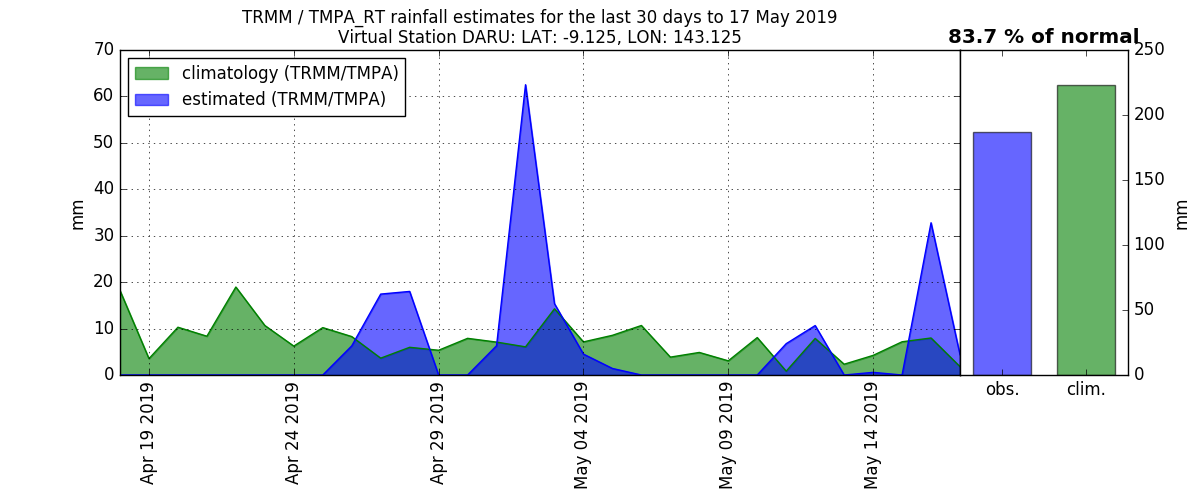 TRMM / TMPA_RT rainfall estimates for the last 30 days to 17 May 2019
Virtual Station DARU: LAT: -9.125, LON: 143.125
83.7 % of normal
climatology (TRMM/TMPA)
estimated (TRMM/TMPA)
70
60
50
40
30
20
10
0
mm
Apr 19 2019
Apr 24 2019
Apr 29 2019
May 04 2019
May 09 2019
May 14 2019
250
200
150
100
50
0
mm
obs.
clim.